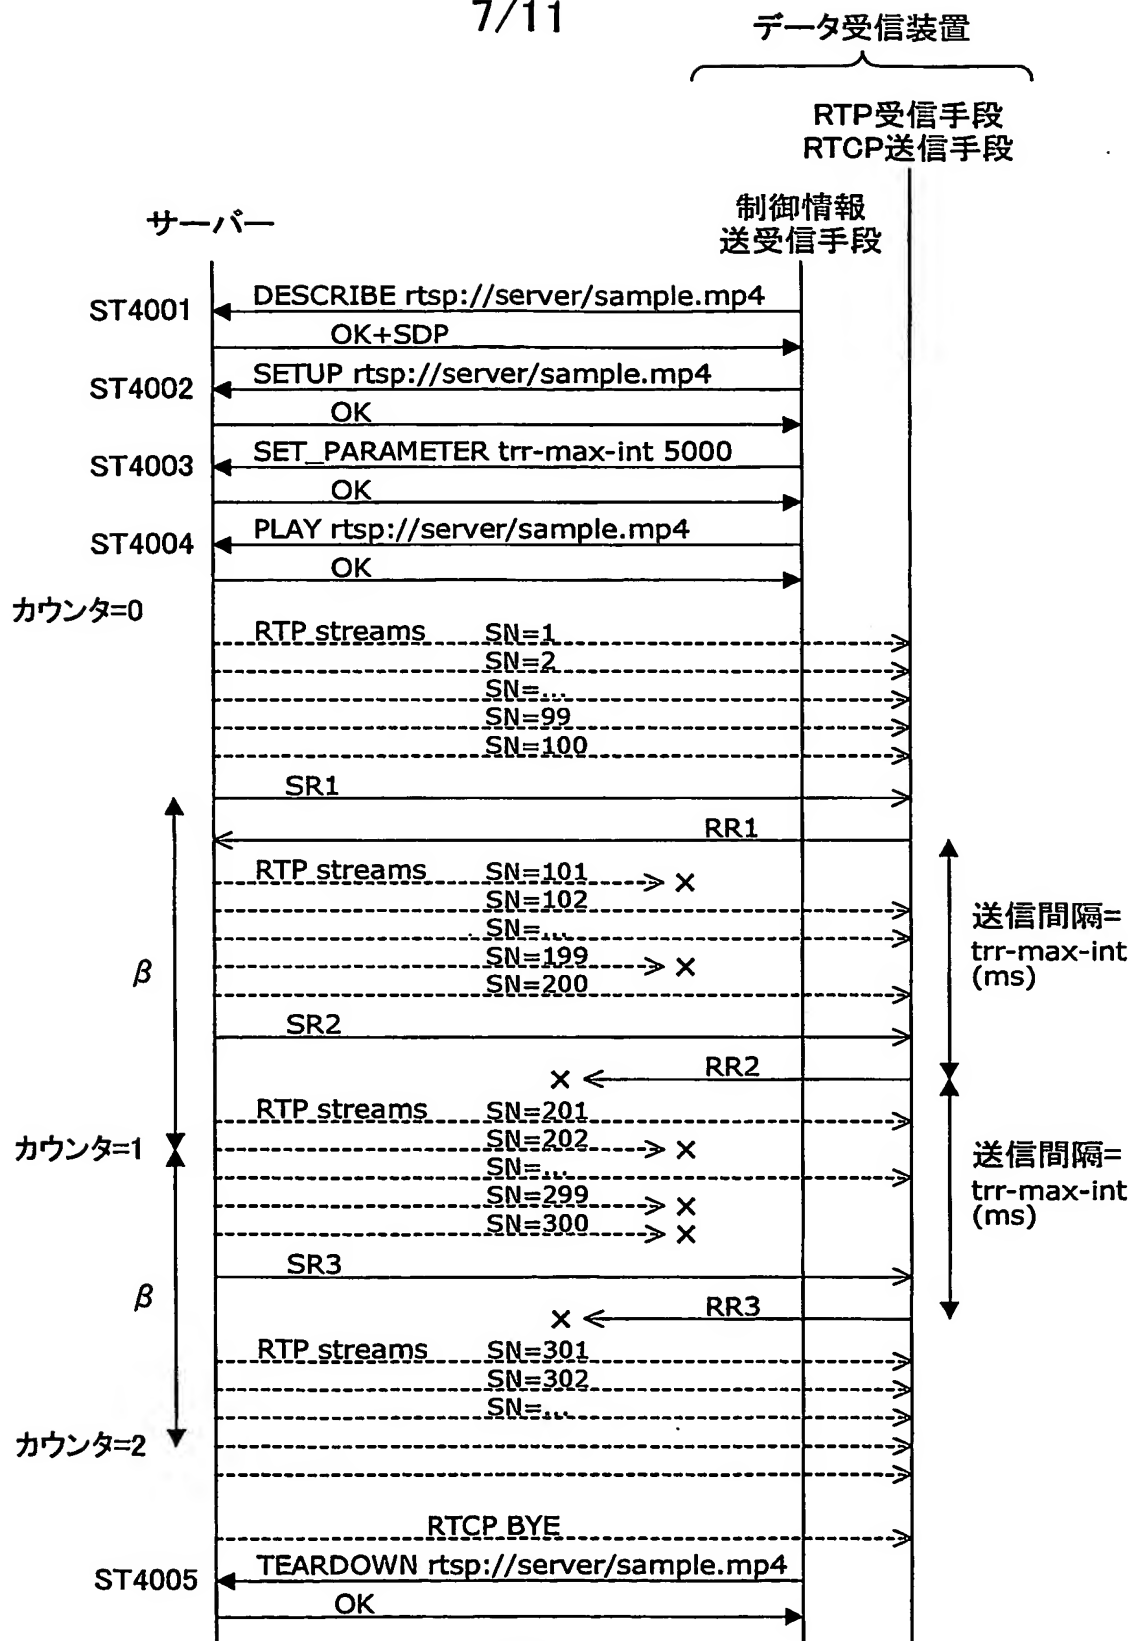 7/11
データ受信装置
RTP受信手段
RTCP送信手段
制御情報
送受信手段
サーバー
ST4001
DESCRIBE rtsp://server/sample.mp4
OK+SDP
ST4002
SETUP rtsp://server/sample.mp4
OK
ST4003
SET_PARAMETER trr-max-int 5000
OK
ST4004
PLAY rtsp://server/sample.mp4
OK
カウンタ=0
RTP streams SN=1
SN=2
SN=...
SN=99
SN=100
SR1
RR1
RTP streams SN=101
×
SN=102
SN=...
SN=199
×
SN=200
送信間隔=
trr-max-int
(ms)
β
SR2
× RR2
RTP streams SN=201
SN=202
×
カウンタ=1
SN=...
SN=299
×
SN=300
×
送信間隔=
trr-max-int
(ms)
SR3
β
× RR3
RTP streams SN=301
SN=302
SN=...
カウンタ=2
RTCP BYE
ST4005
TEARDOWN rtsp://server/sample.mp4
OK